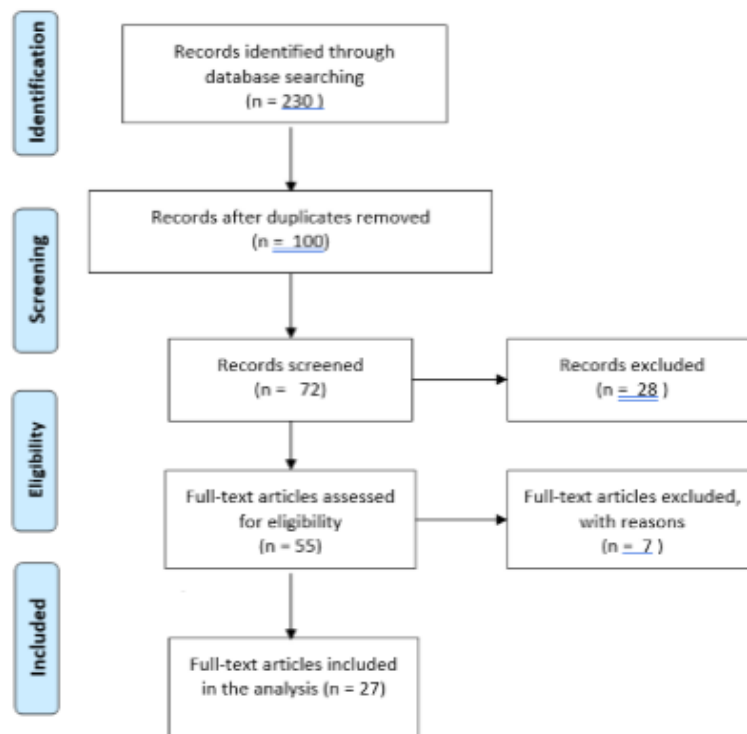 Identification
Records identified through
database searching
(n = 230 )
Screening
Records after duplicates removed
(n = 100)
Records screened
(n = 72)
Records excluded
(n = 28 )
Eligibility
Full-text articles assessed
for eligibility
(n = 55)
Full-text articles excluded,
with reasons
(n = 7 )
Included
Full-text articles included
in the analysis (n = 27)